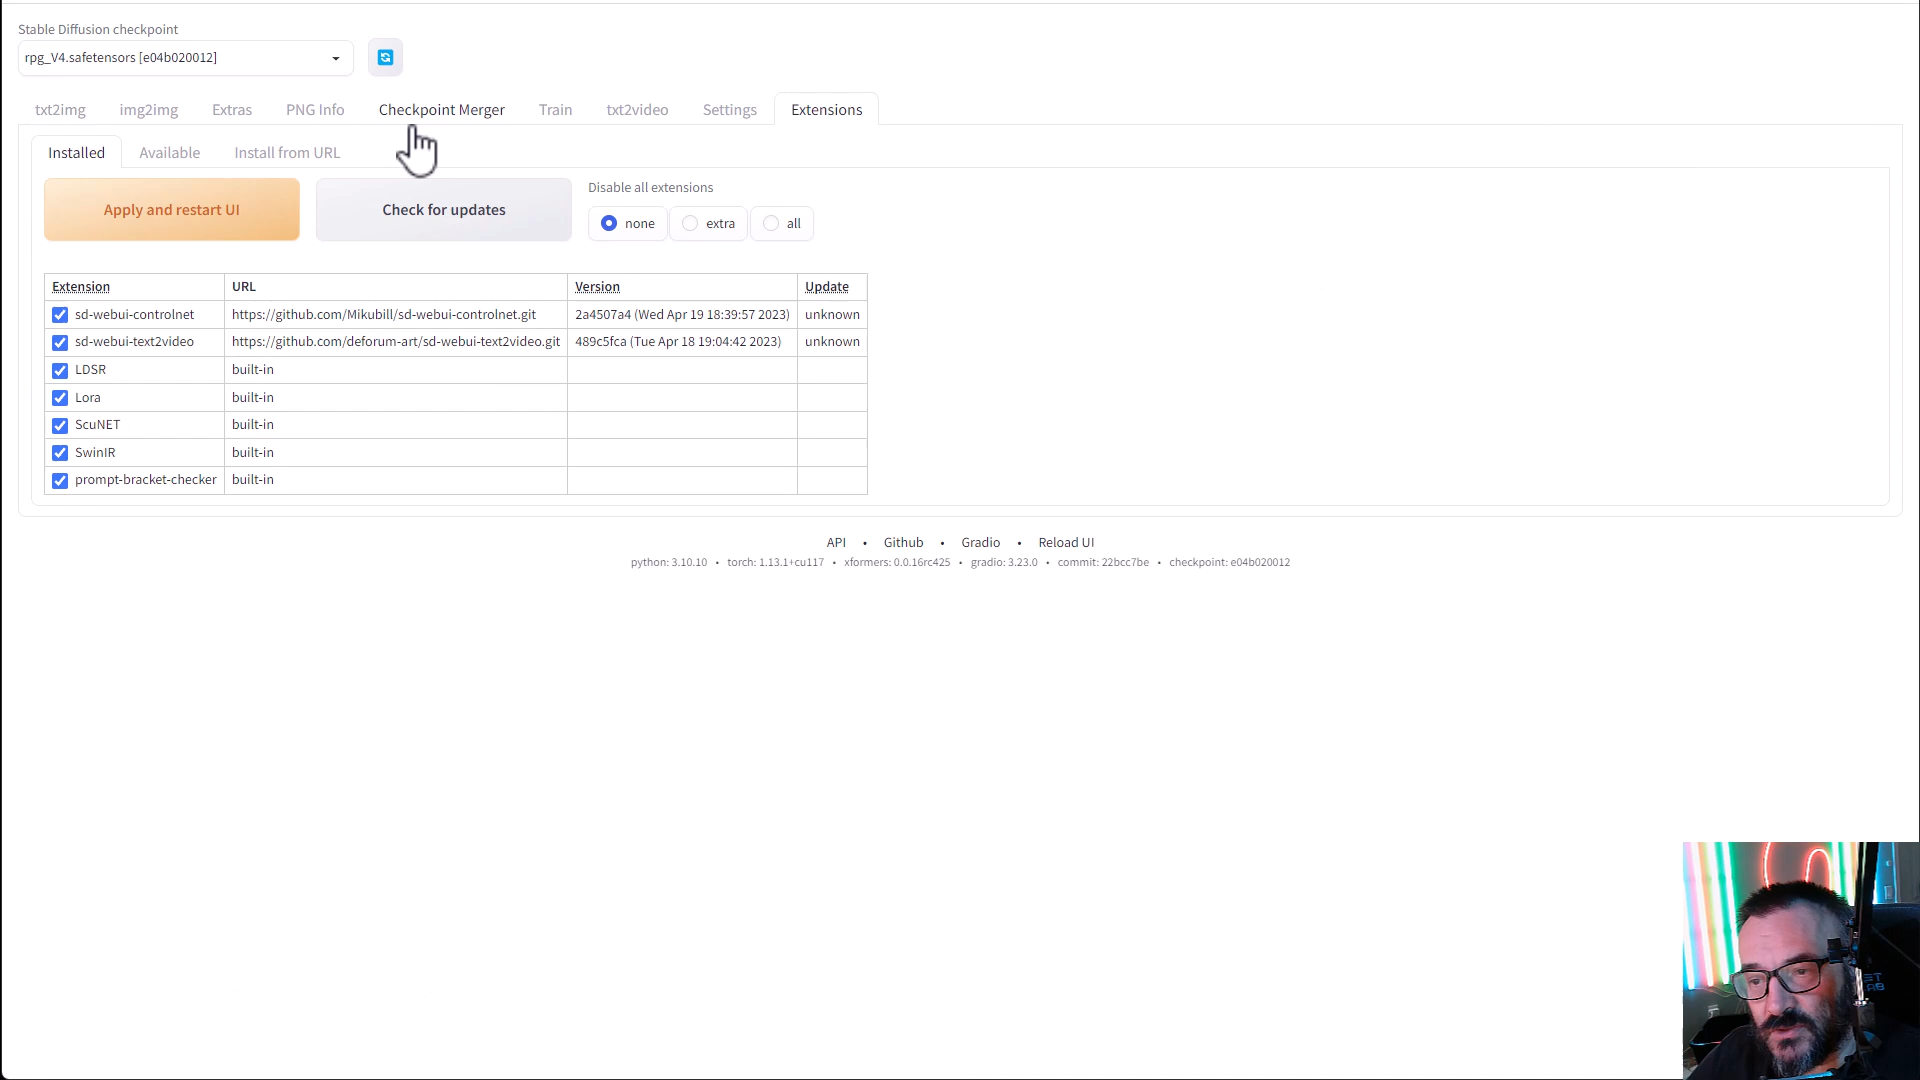 Stable Diffusion checkpoint
rpg_V4.safetensors [e04b020012]
txt2img img2img Extras PNG Info Checkpoint Merger Train txt2video Settings Extensions
Installed Available Install from URL
Apply and restart UI Check for updates
Disable all extensions
none extra all
Extension URL Version Update
sd-webui-controlnet https://github.com/Mikubill/sd-webui-controlnet.git 2a4507a4 (Wed Apr 19 18:39:57 2023) unknown
sd-webui-text2video https://github.com/deforum-art/sd-webui-text2video.git 489c5fca (Tue Apr 18 19:04:42 2023) unknown
LDSR built-in
Lora built-in
ScuNET built-in
SwinIR built-in
prompt-bracket-checker built-in
API • Github • Gradio • Reload UI
python: 3.10.10 • torch: 1.13.1+cu117 • xformers: 0.0.16rc425 • gradio: 3.23.0 • commit: 22bcc7be • checkpoint: e04b020012